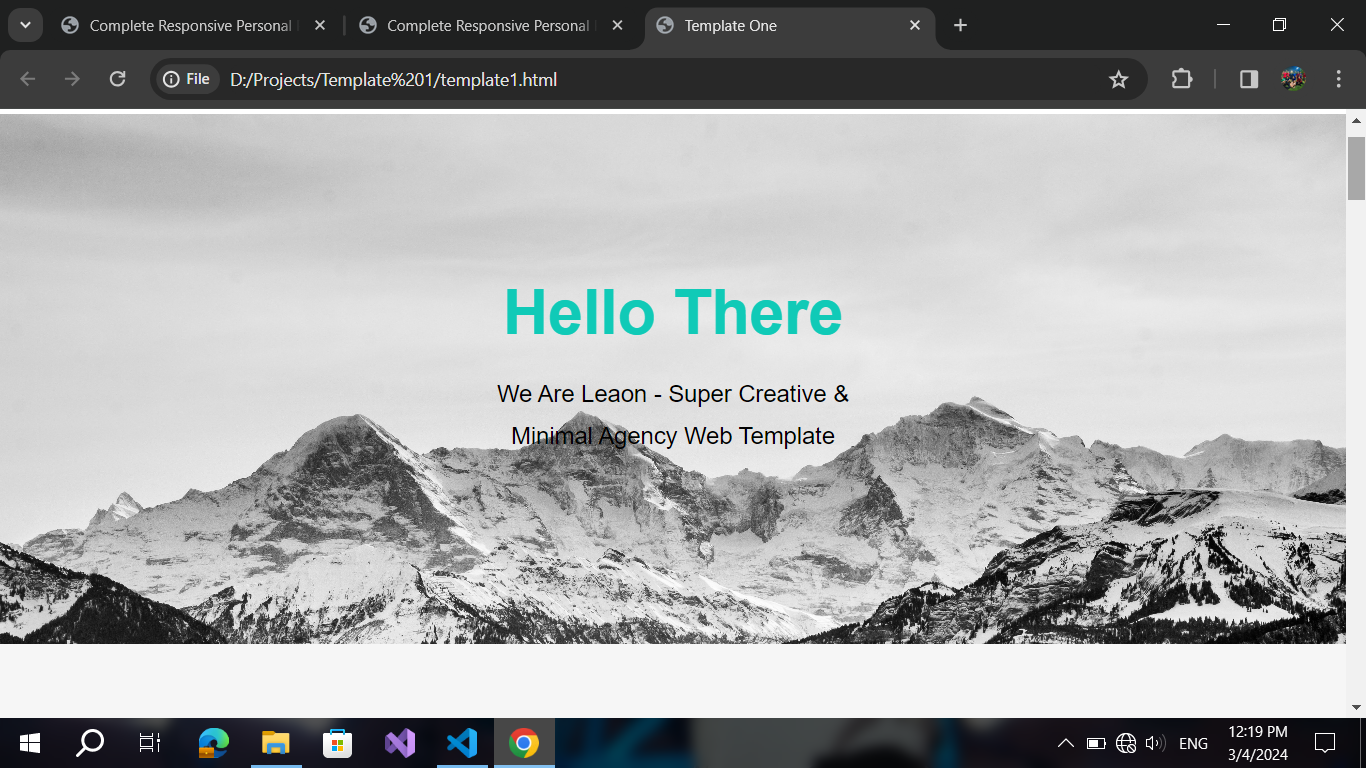 Complete Responsive Personal
Complete Responsive Personal
Template One
File
D:/Projects/Template%201/template1.html
Hello There
We Are Leaon - Super Creative &
Minimal Agency Web Template
ENG
12:19 PM
3/4/2024